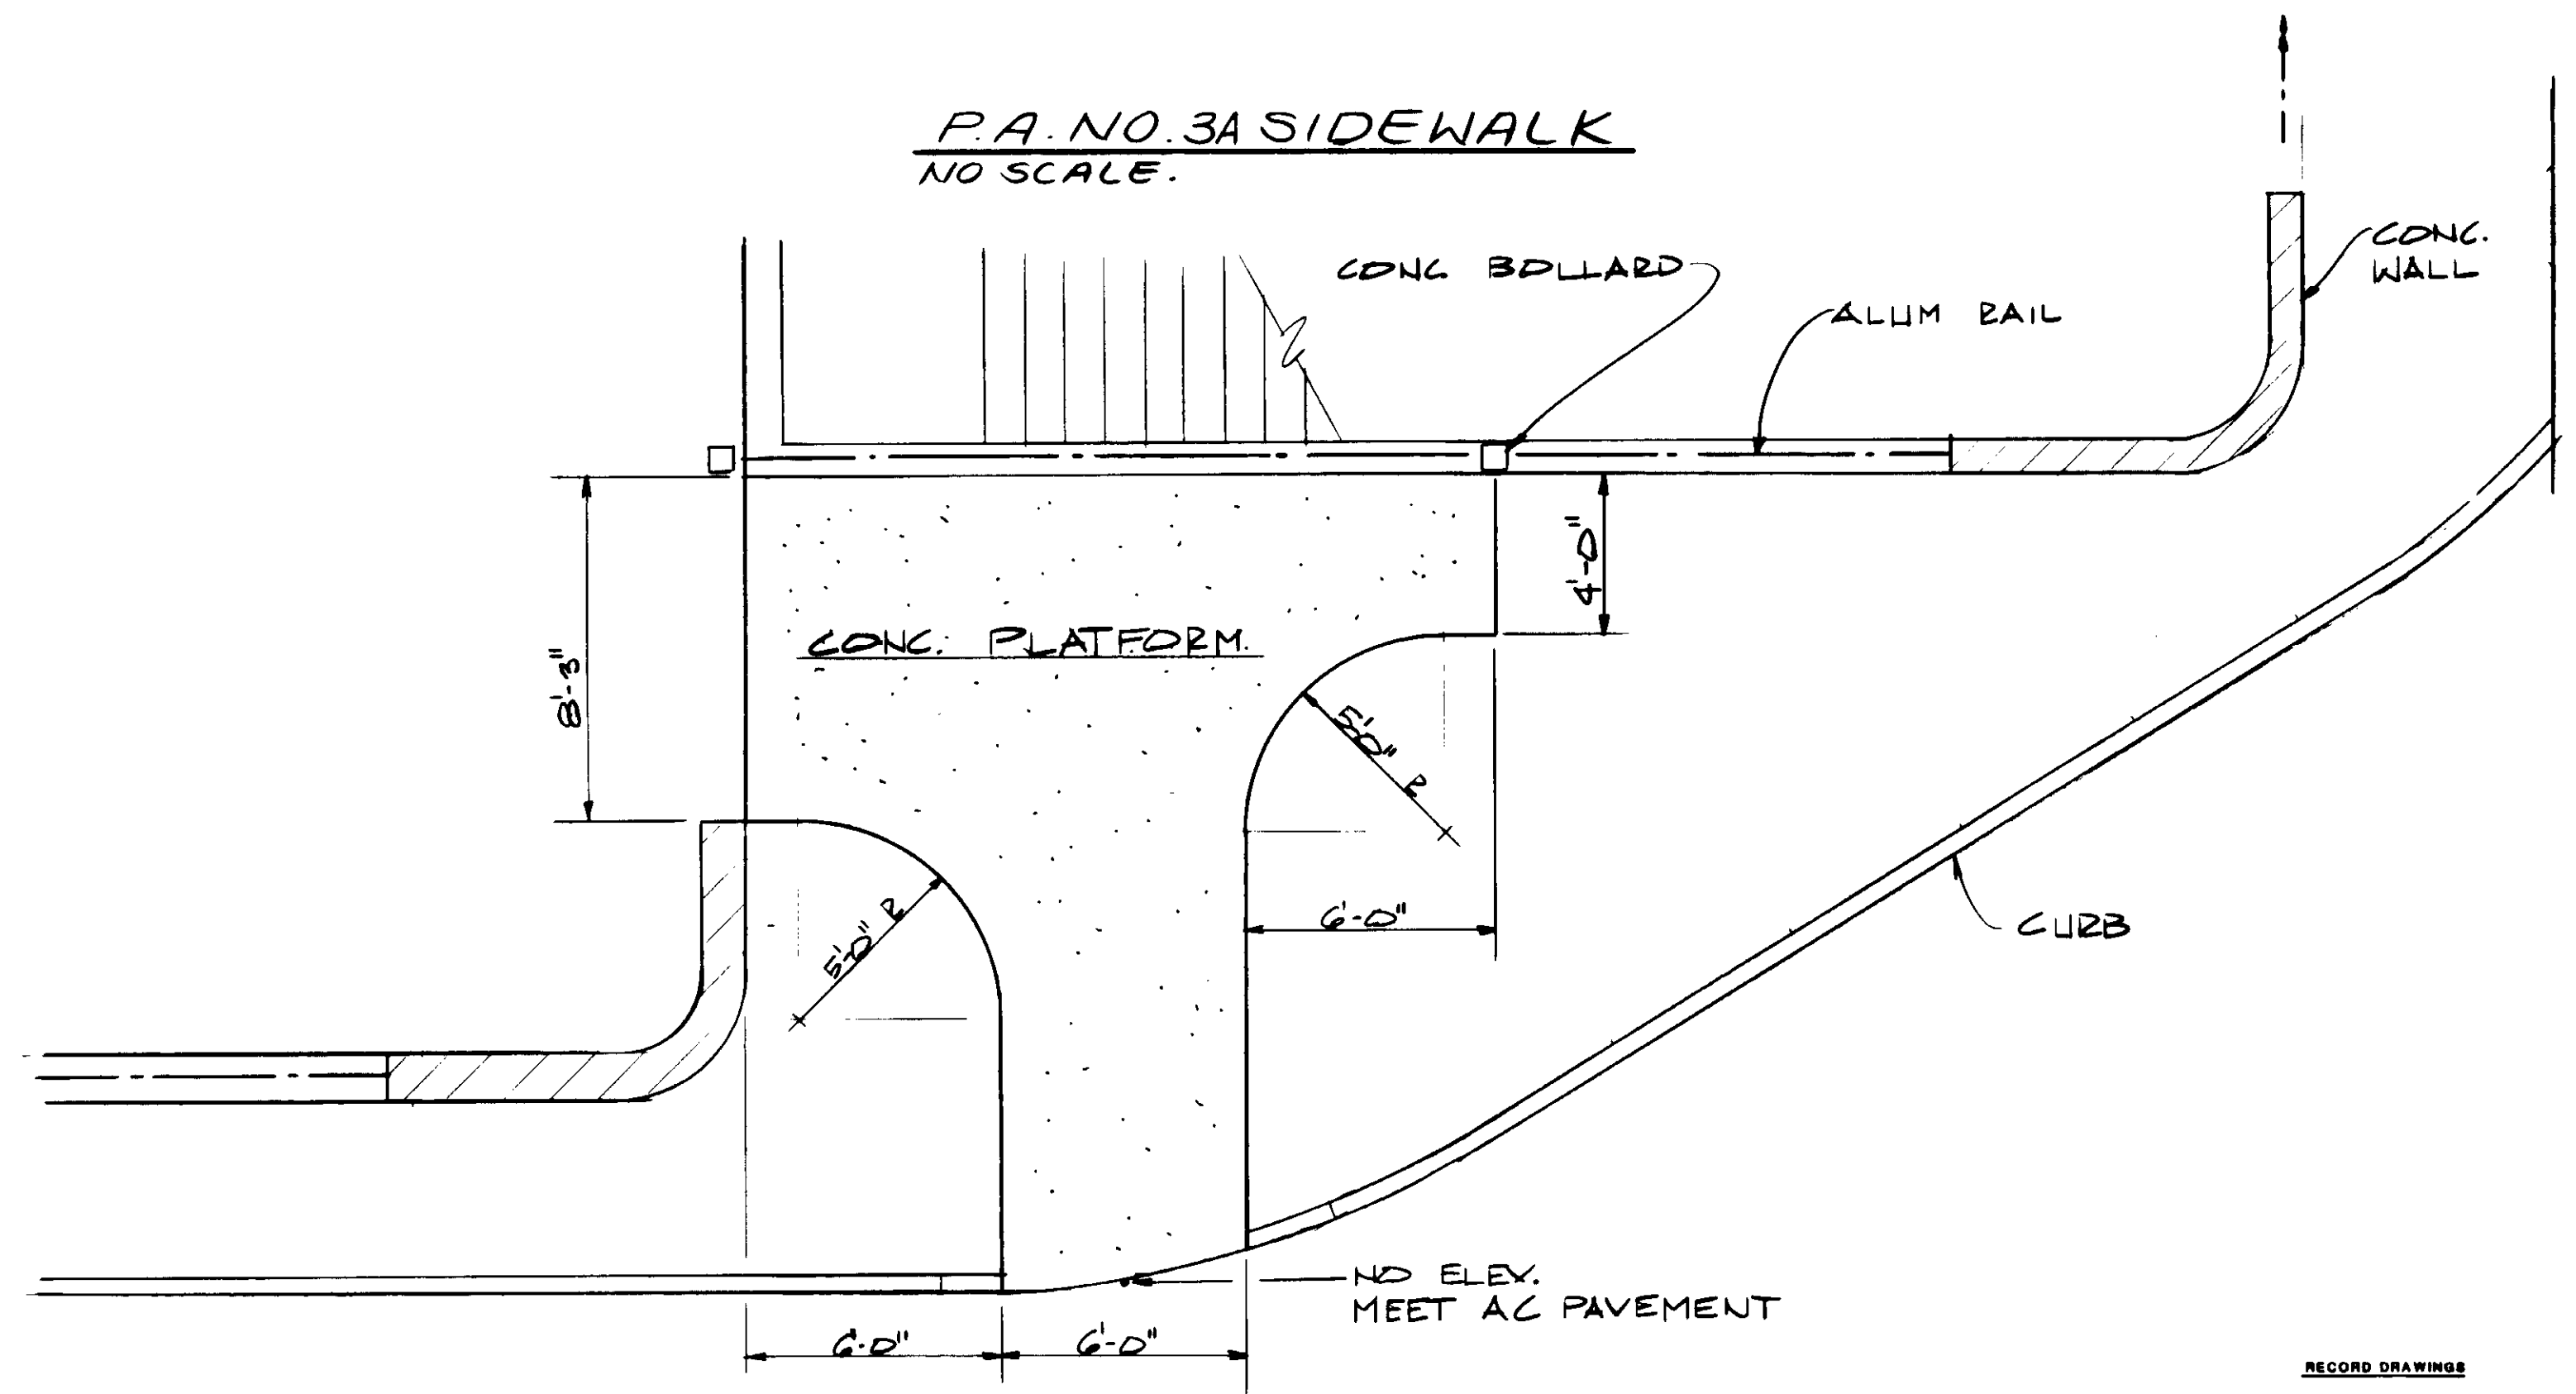 P.A. NO. 3A SIDEWALK
NO SCALE.
CONC BOLLARD
ALUM RAIL
CONC.
WALL
4'-0"
8'-3"
CONC. PLATFORM.
5'-0" R
5'-0" R
6'-0"
CURB
NO ELEV.
MEET AC PAVEMENT
6'-0"
6'-0"
RECORD DRAWINGS